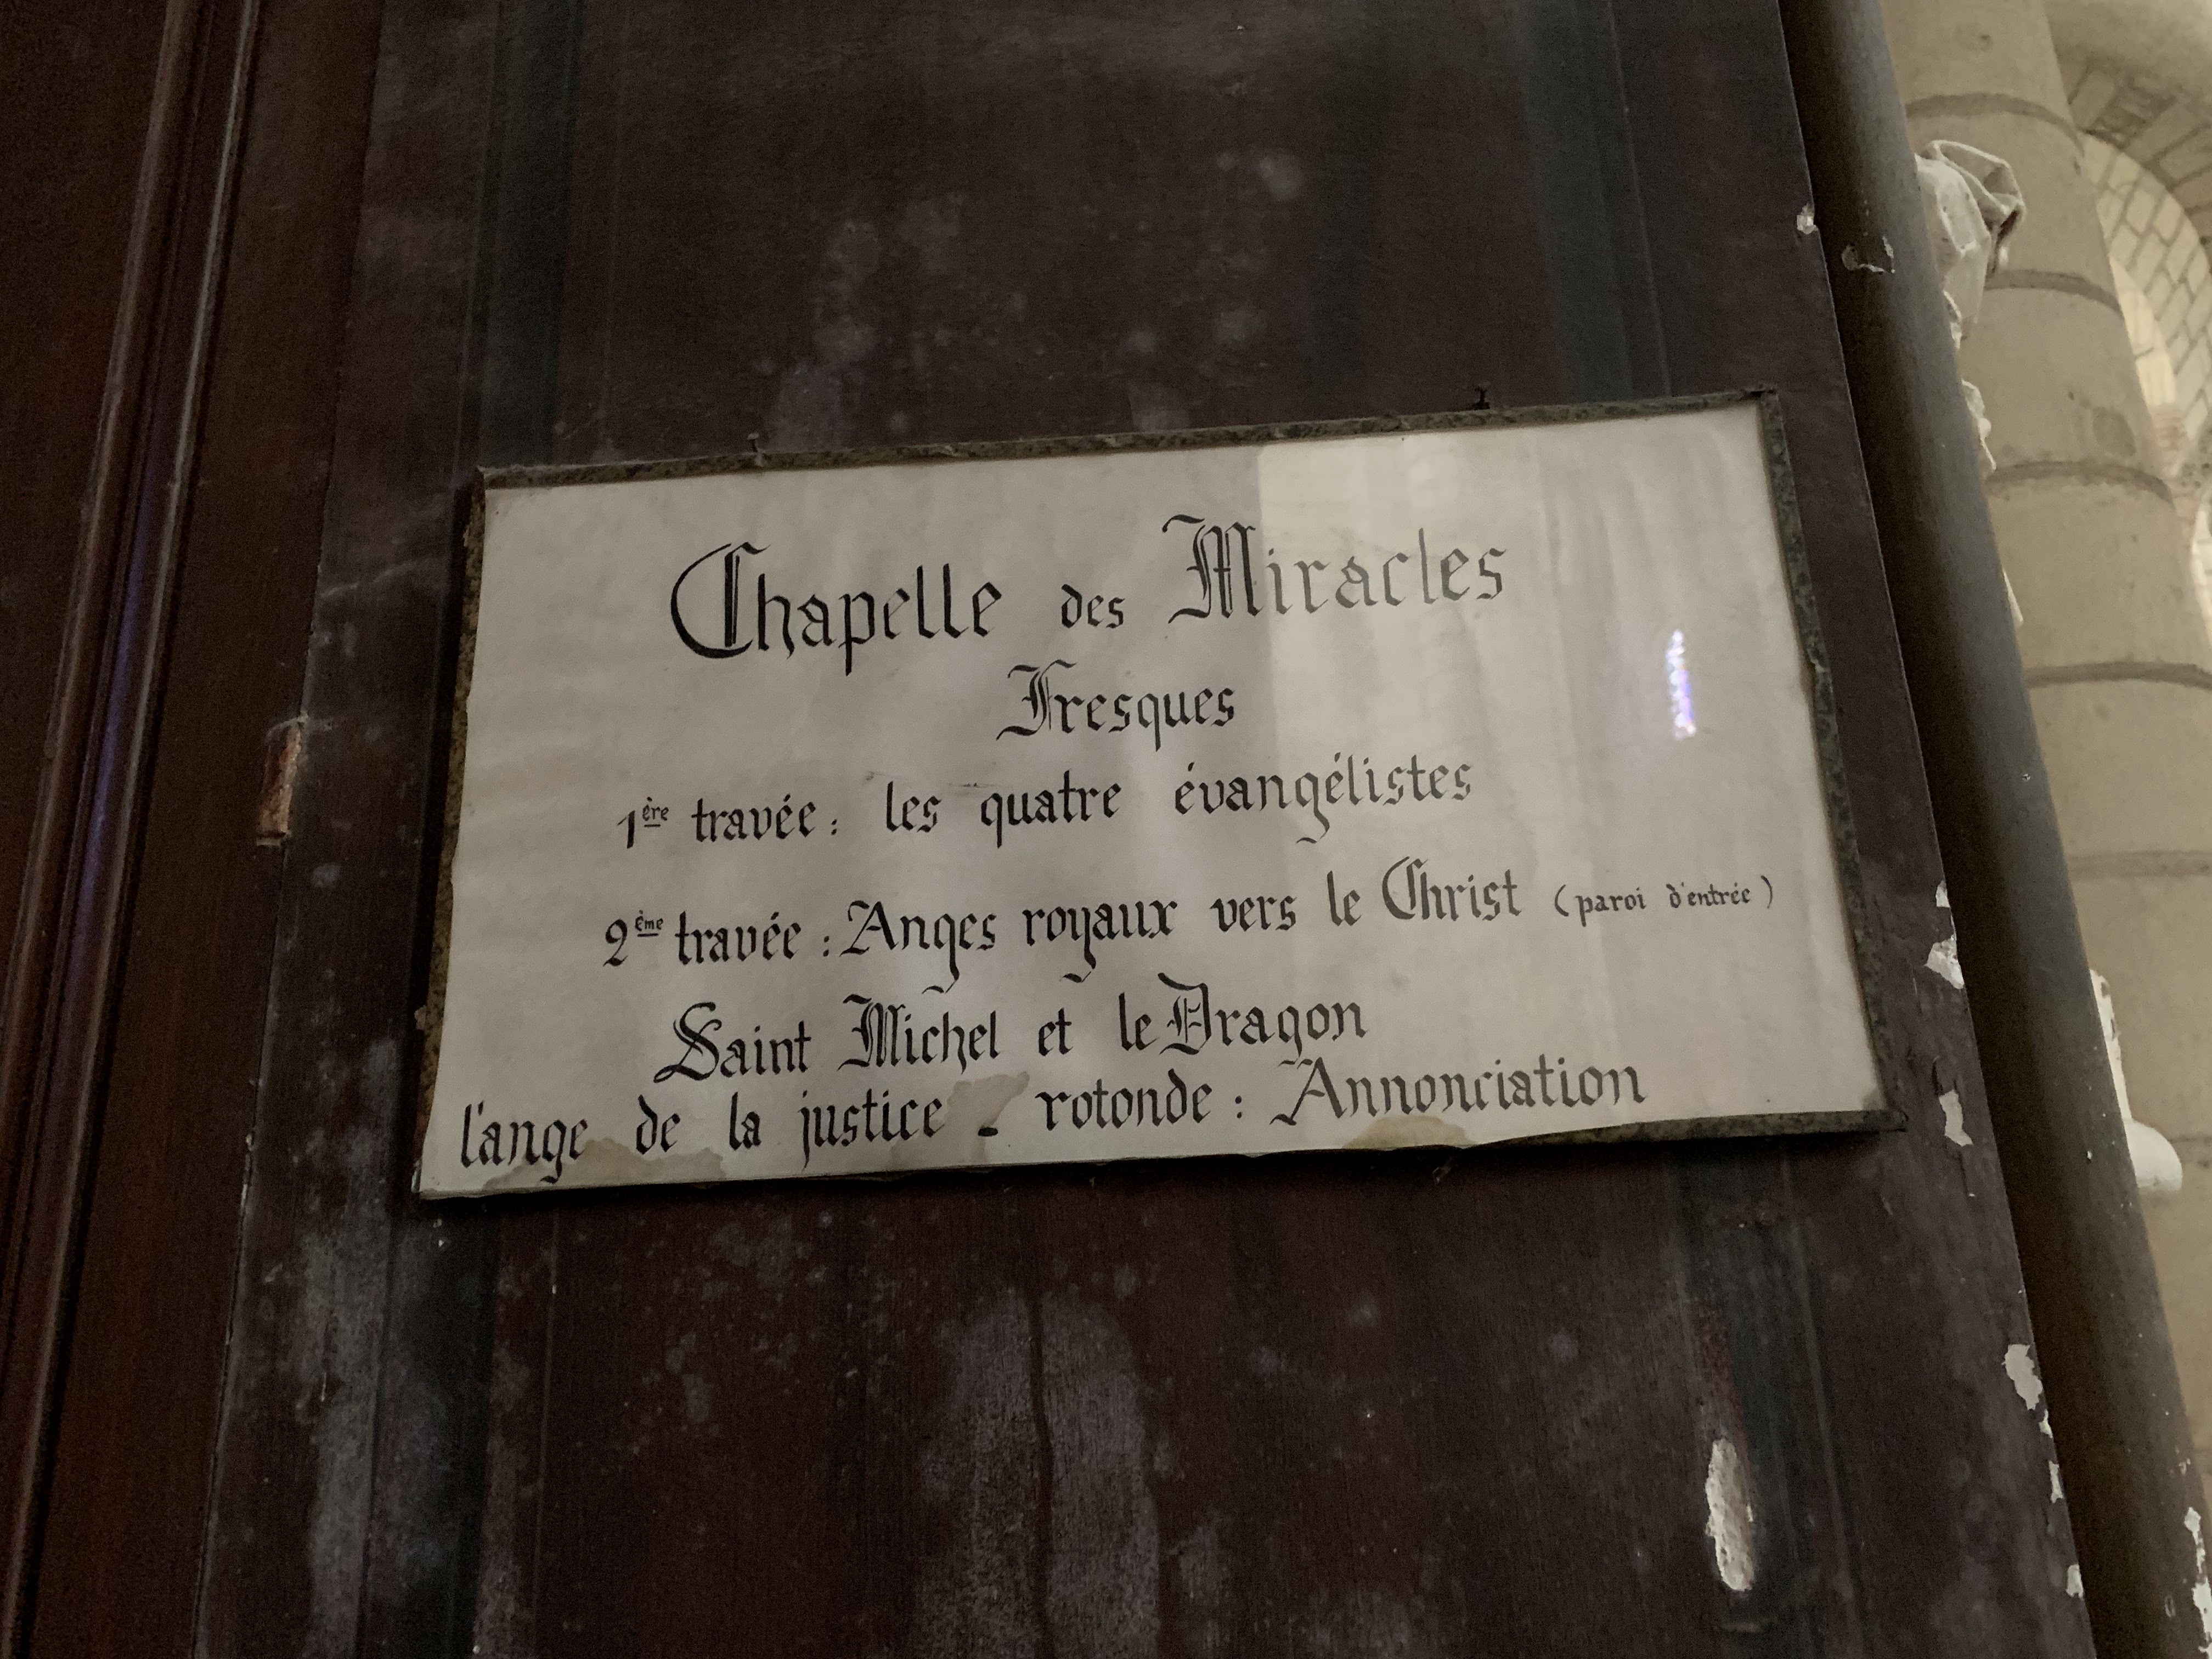 Chapelle des Miracles
Fresques
1ère travée : les quatre évangélistes
2ème travée : Anges royaux vers le Christ (paroi d'entrée)
Saint Michel et le Dragon
l'ange de la justice - rotonde : Annonciation